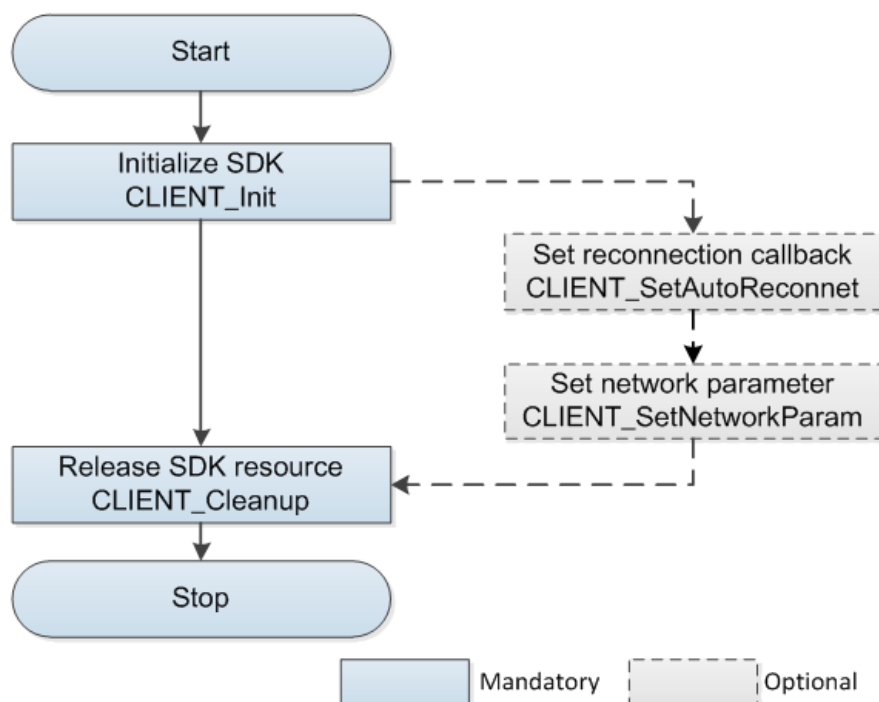 Start
Initialize SDK
CLIENT_Init
Set reconnection callback
CLIENT_SetAutoReconnet
Set network parameter
CLIENT_SetNetworkParam
Release SDK resource
CLIENT_Cleanup
Stop
Mandatory
Optional